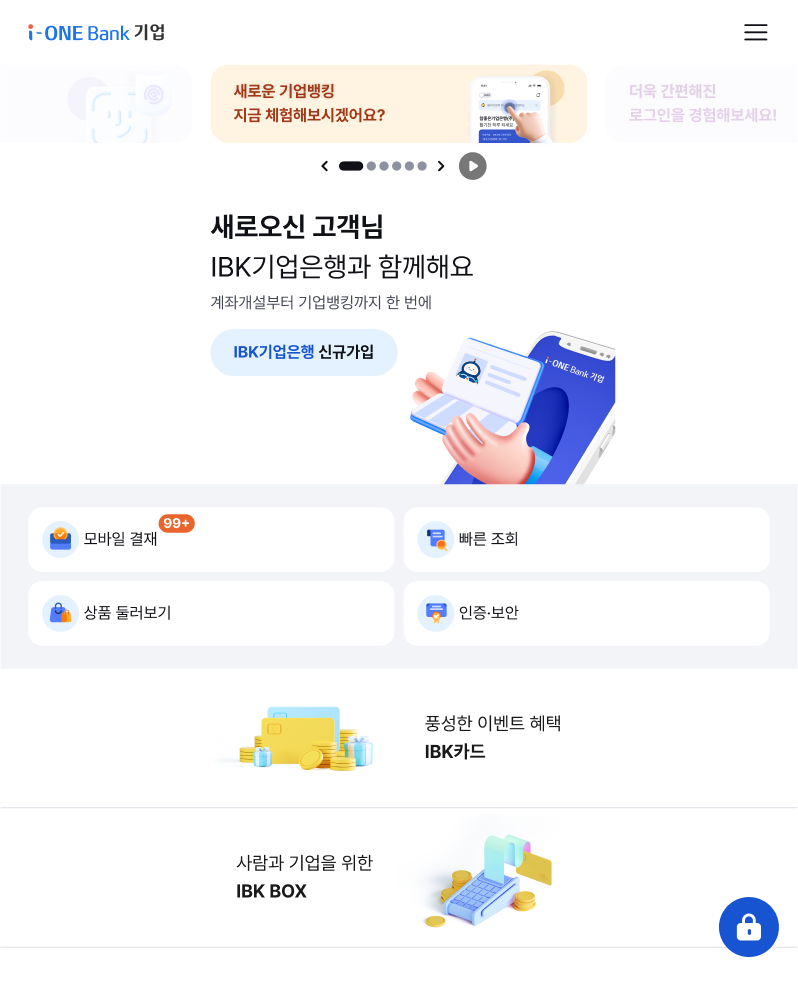 i-ONE Bank 기업
새로운 기업뱅킹
지금 체험해보시겠어요?
더욱 간편해진
로그인을 경험해보세요!
새로오신 고객님
IBK기업은행과 함께해요
계좌개설부터 기업뱅킹까지 한 번에
IBK기업은행 신규가입
i-ONE Bank 기업
모바일 결재
99+
빠른 조회
상품 둘러보기
인증·보안
풍성한 이벤트 혜택
IBK카드
사람과 기업을 위한
IBK BOX